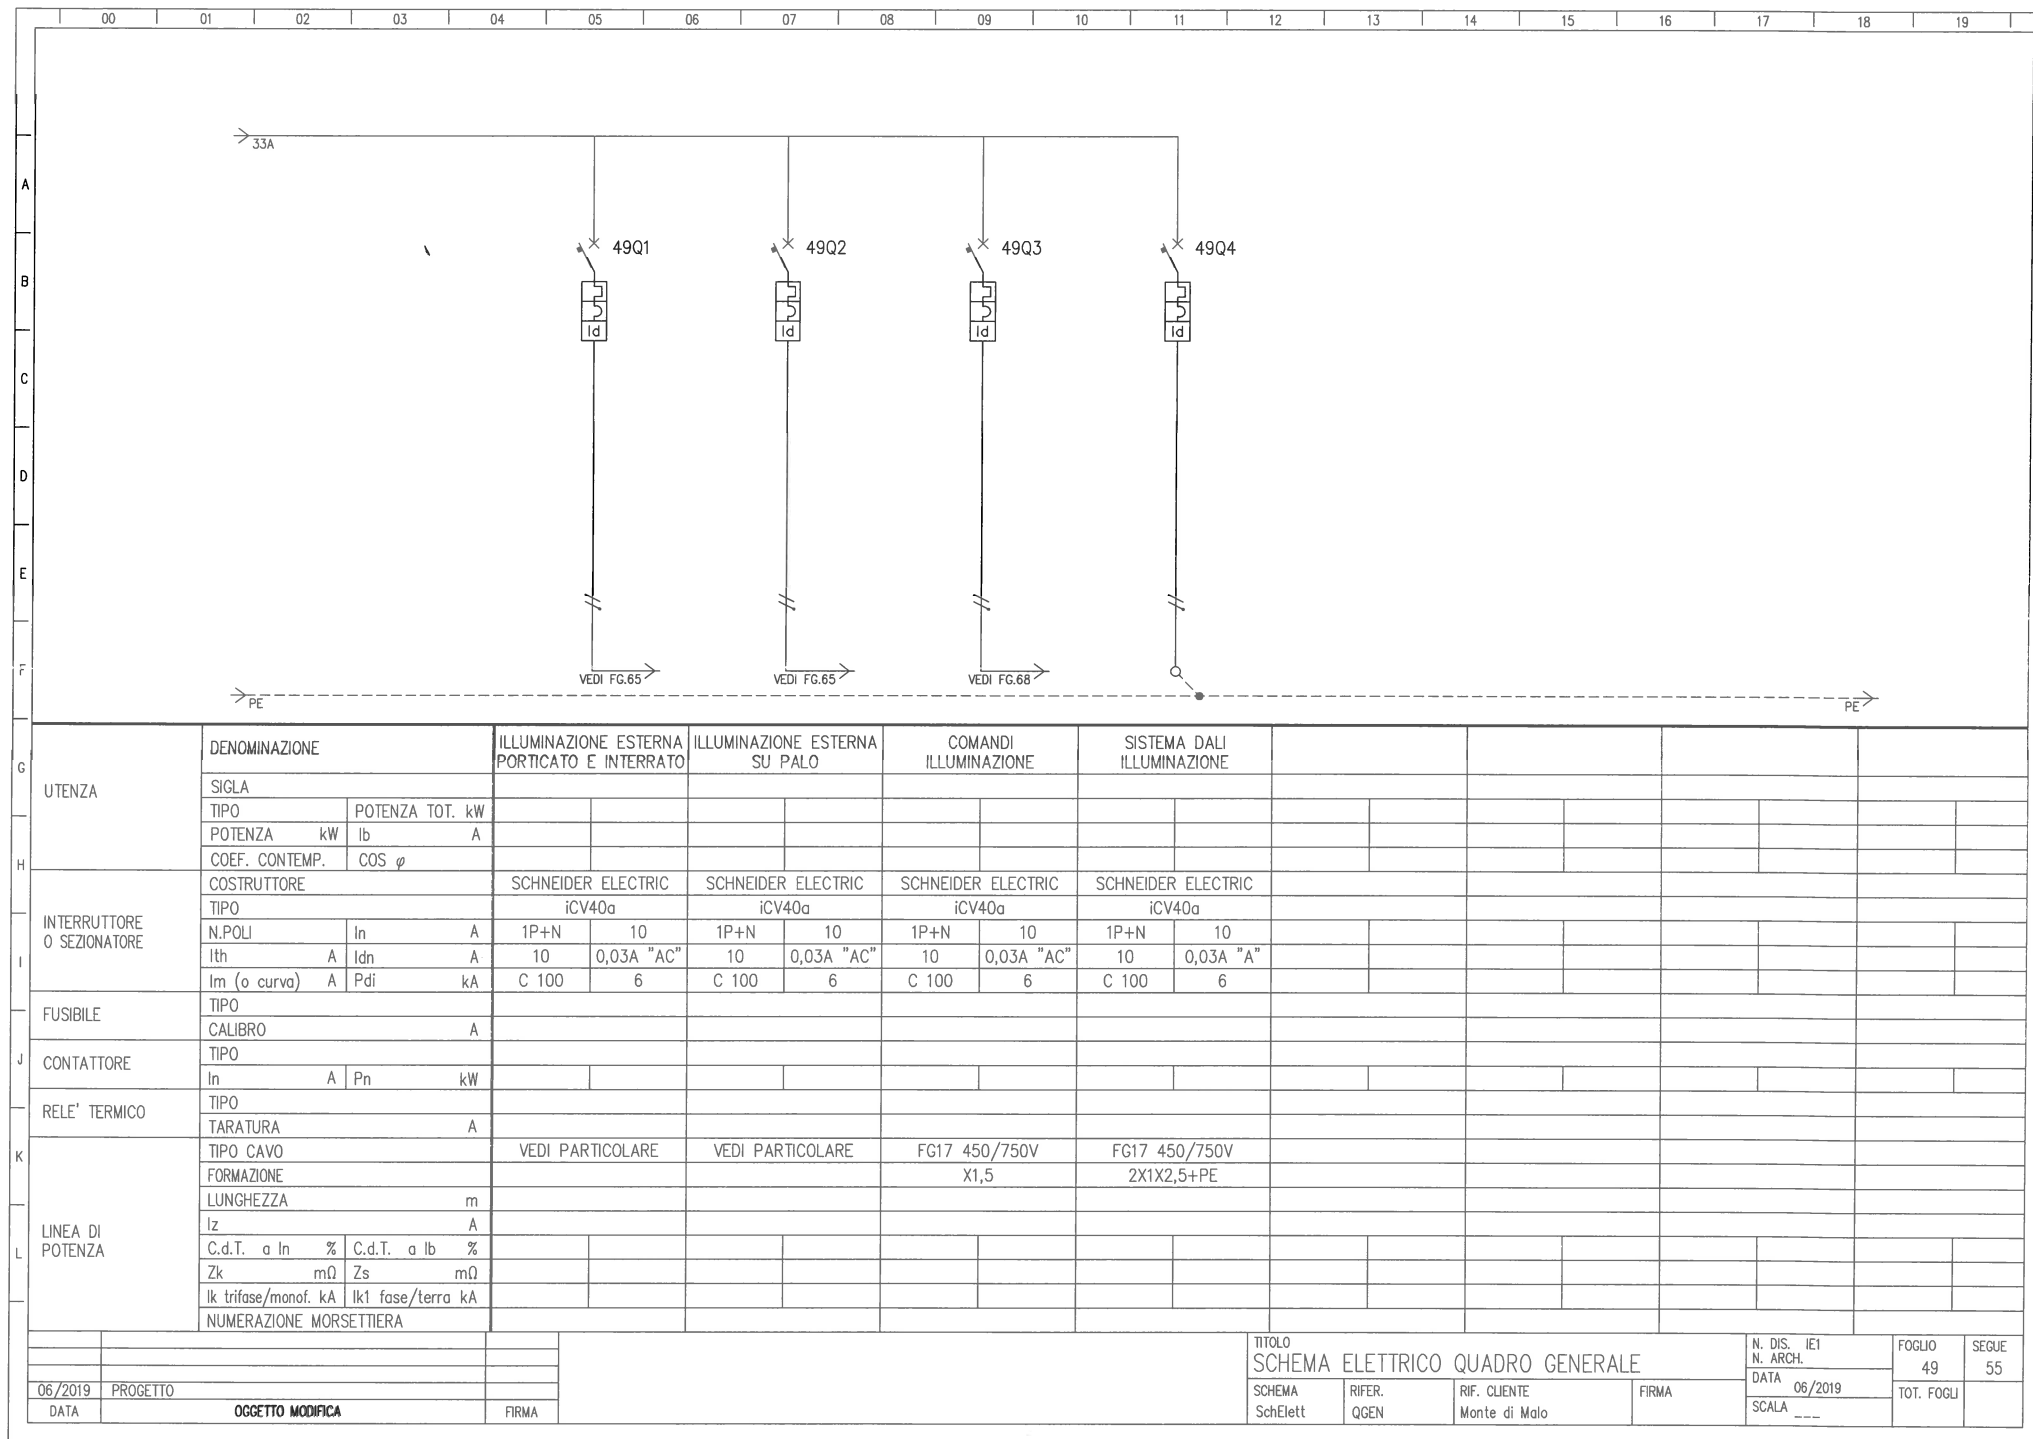 00 01 02 03 04 05 06 07 08 09 10 11 12 13 14 15 16 17 18 19
33A
A
49Q1 49Q2 49Q3 49Q4
B
Id Id Id Id
C
D
E
F
VEDI FG.65 VEDI FG.65 VEDI FG.68
PE PE
G
UTENZA
DENOMINAZIONE
ILLUMINAZIONE ESTERNA
PORTICATO E INTERRATO
ILLUMINAZIONE ESTERNA
SU PALO
COMANDI
ILLUMINAZIONE
SISTEMA DALI
ILLUMINAZIONE
SIGLA
TIPO POTENZA TOT. kW
POTENZA kW Ib A
H
COEF. CONTEMP. COS φ
INTERRUTTORE
O SEZIONATORE
COSTRUTTORE SCHNEIDER ELECTRIC SCHNEIDER ELECTRIC SCHNEIDER ELECTRIC SCHNEIDER ELECTRIC
TIPO iCV40a iCV40a iCV40a iCV40a
N.POLI In A 1P+N 10 1P+N 10 1P+N 10 1P+N 10
I
Ith A Idn A 10 0,03A "AC" 10 0,03A "AC" 10 0,03A "AC" 10 0,03A "A"
Im (o curva) A Pdi kA C 100 6 C 100 6 C 100 6 C 100 6
FUSIBILE
TIPO
CALIBRO A
J
CONTATTORE
TIPO
In A Pn kW
RELE' TERMICO
TIPO
TARATURA A
K
LINEA DI
POTENZA
TIPO CAVO VEDI PARTICOLARE VEDI PARTICOLARE FG17 450/750V FG17 450/750V
FORMAZIONE X1,5 2X1X2,5+PE
LUNGHEZZA m
Iz A
L
C.d.T. a In % C.d.T. a Ib %
Zk mΩ Zs mΩ
Ik trifase/monof. kA Ik1 fase/terra kA
NUMERAZIONE MORSETTIERA
06/2019 PROGETTO
DATA OGGETTO MODIFICA FIRMA
TITOLO
SCHEMA ELETTRICO QUADRO GENERALE
SCHEMA
SchElett
RIFER.
QGEN
RIF. CLIENTE
Monte di Malo
FIRMA
N. DIS. IE1
N. ARCH.
DATA
06/2019
SCALA ---
FOGLIO
49
SEGUE
55
TOT. FOGLI